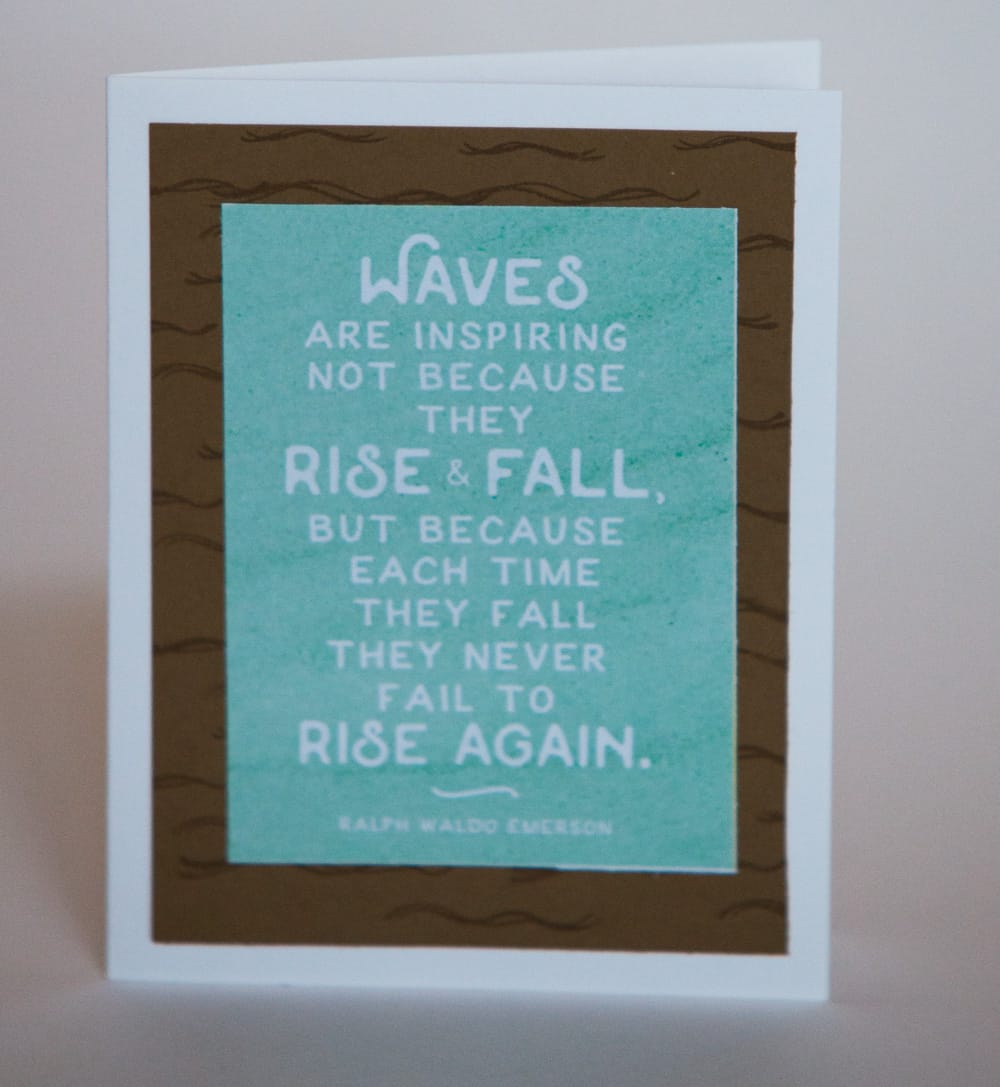 WAVES
ARE INSPIRING
NOT BECAUSE
THEY
RISE & FALL,
BUT BECAUSE
EACH TIME
THEY FALL
THEY NEVER
FAIL TO
RISE AGAIN.
RALPH WALDO EMERSON